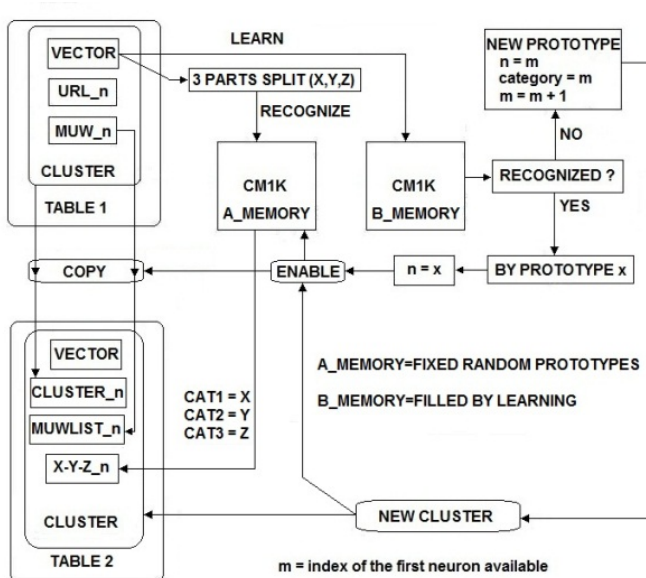 LEARN
VECTOR
3 PARTS SPLIT (X,Y,Z)
URL_n
RECOGNIZE
MUW_n
CLUSTER
TABLE 1
CM1K
A_MEMORY
CM1K
B_MEMORY
NEW PROTOTYPE
n = m
category = m
m = m + 1
NO
RECOGNIZED ?
YES
BY PROTOTYPE x
n = x
ENABLE
COPY
VECTOR
CLUSTER_n
MUWLIST_n
X-Y-Z_n
CLUSTER
TABLE 2
CAT1 = X
CAT2 = Y
CAT3 = Z
A_MEMORY=FIXED RANDOM PROTOTYPES
B_MEMORY=FILLED BY LEARNING
NEW CLUSTER
m = index of the first neuron available